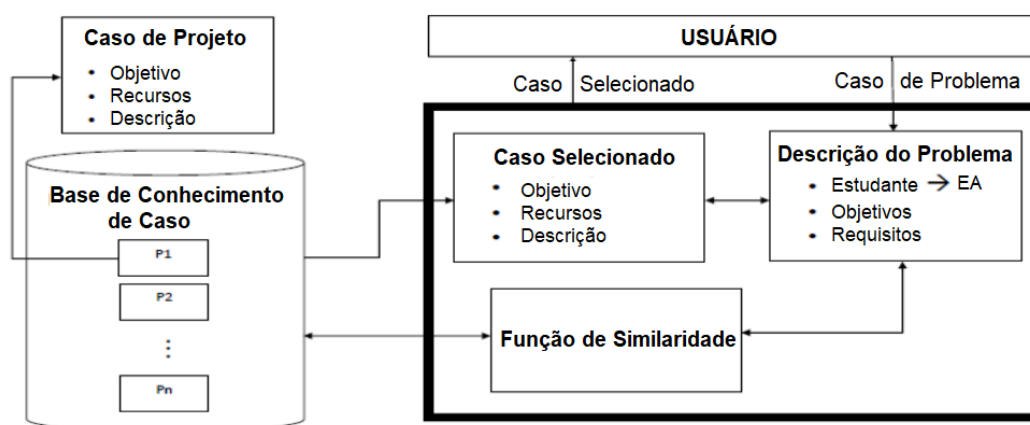 Caso de Projeto
• Objetivo
• Recursos
• Descrição
Base de Conhecimento
de Caso
P1
P2
⋮
Pn
USUÁRIO
Caso Selecionado
Caso de Problema
Caso Selecionado
• Objetivo
• Recursos
• Descrição
Descrição do Problema
• Estudante → EA
• Objetivos
• Requisitos
Função de Similaridade